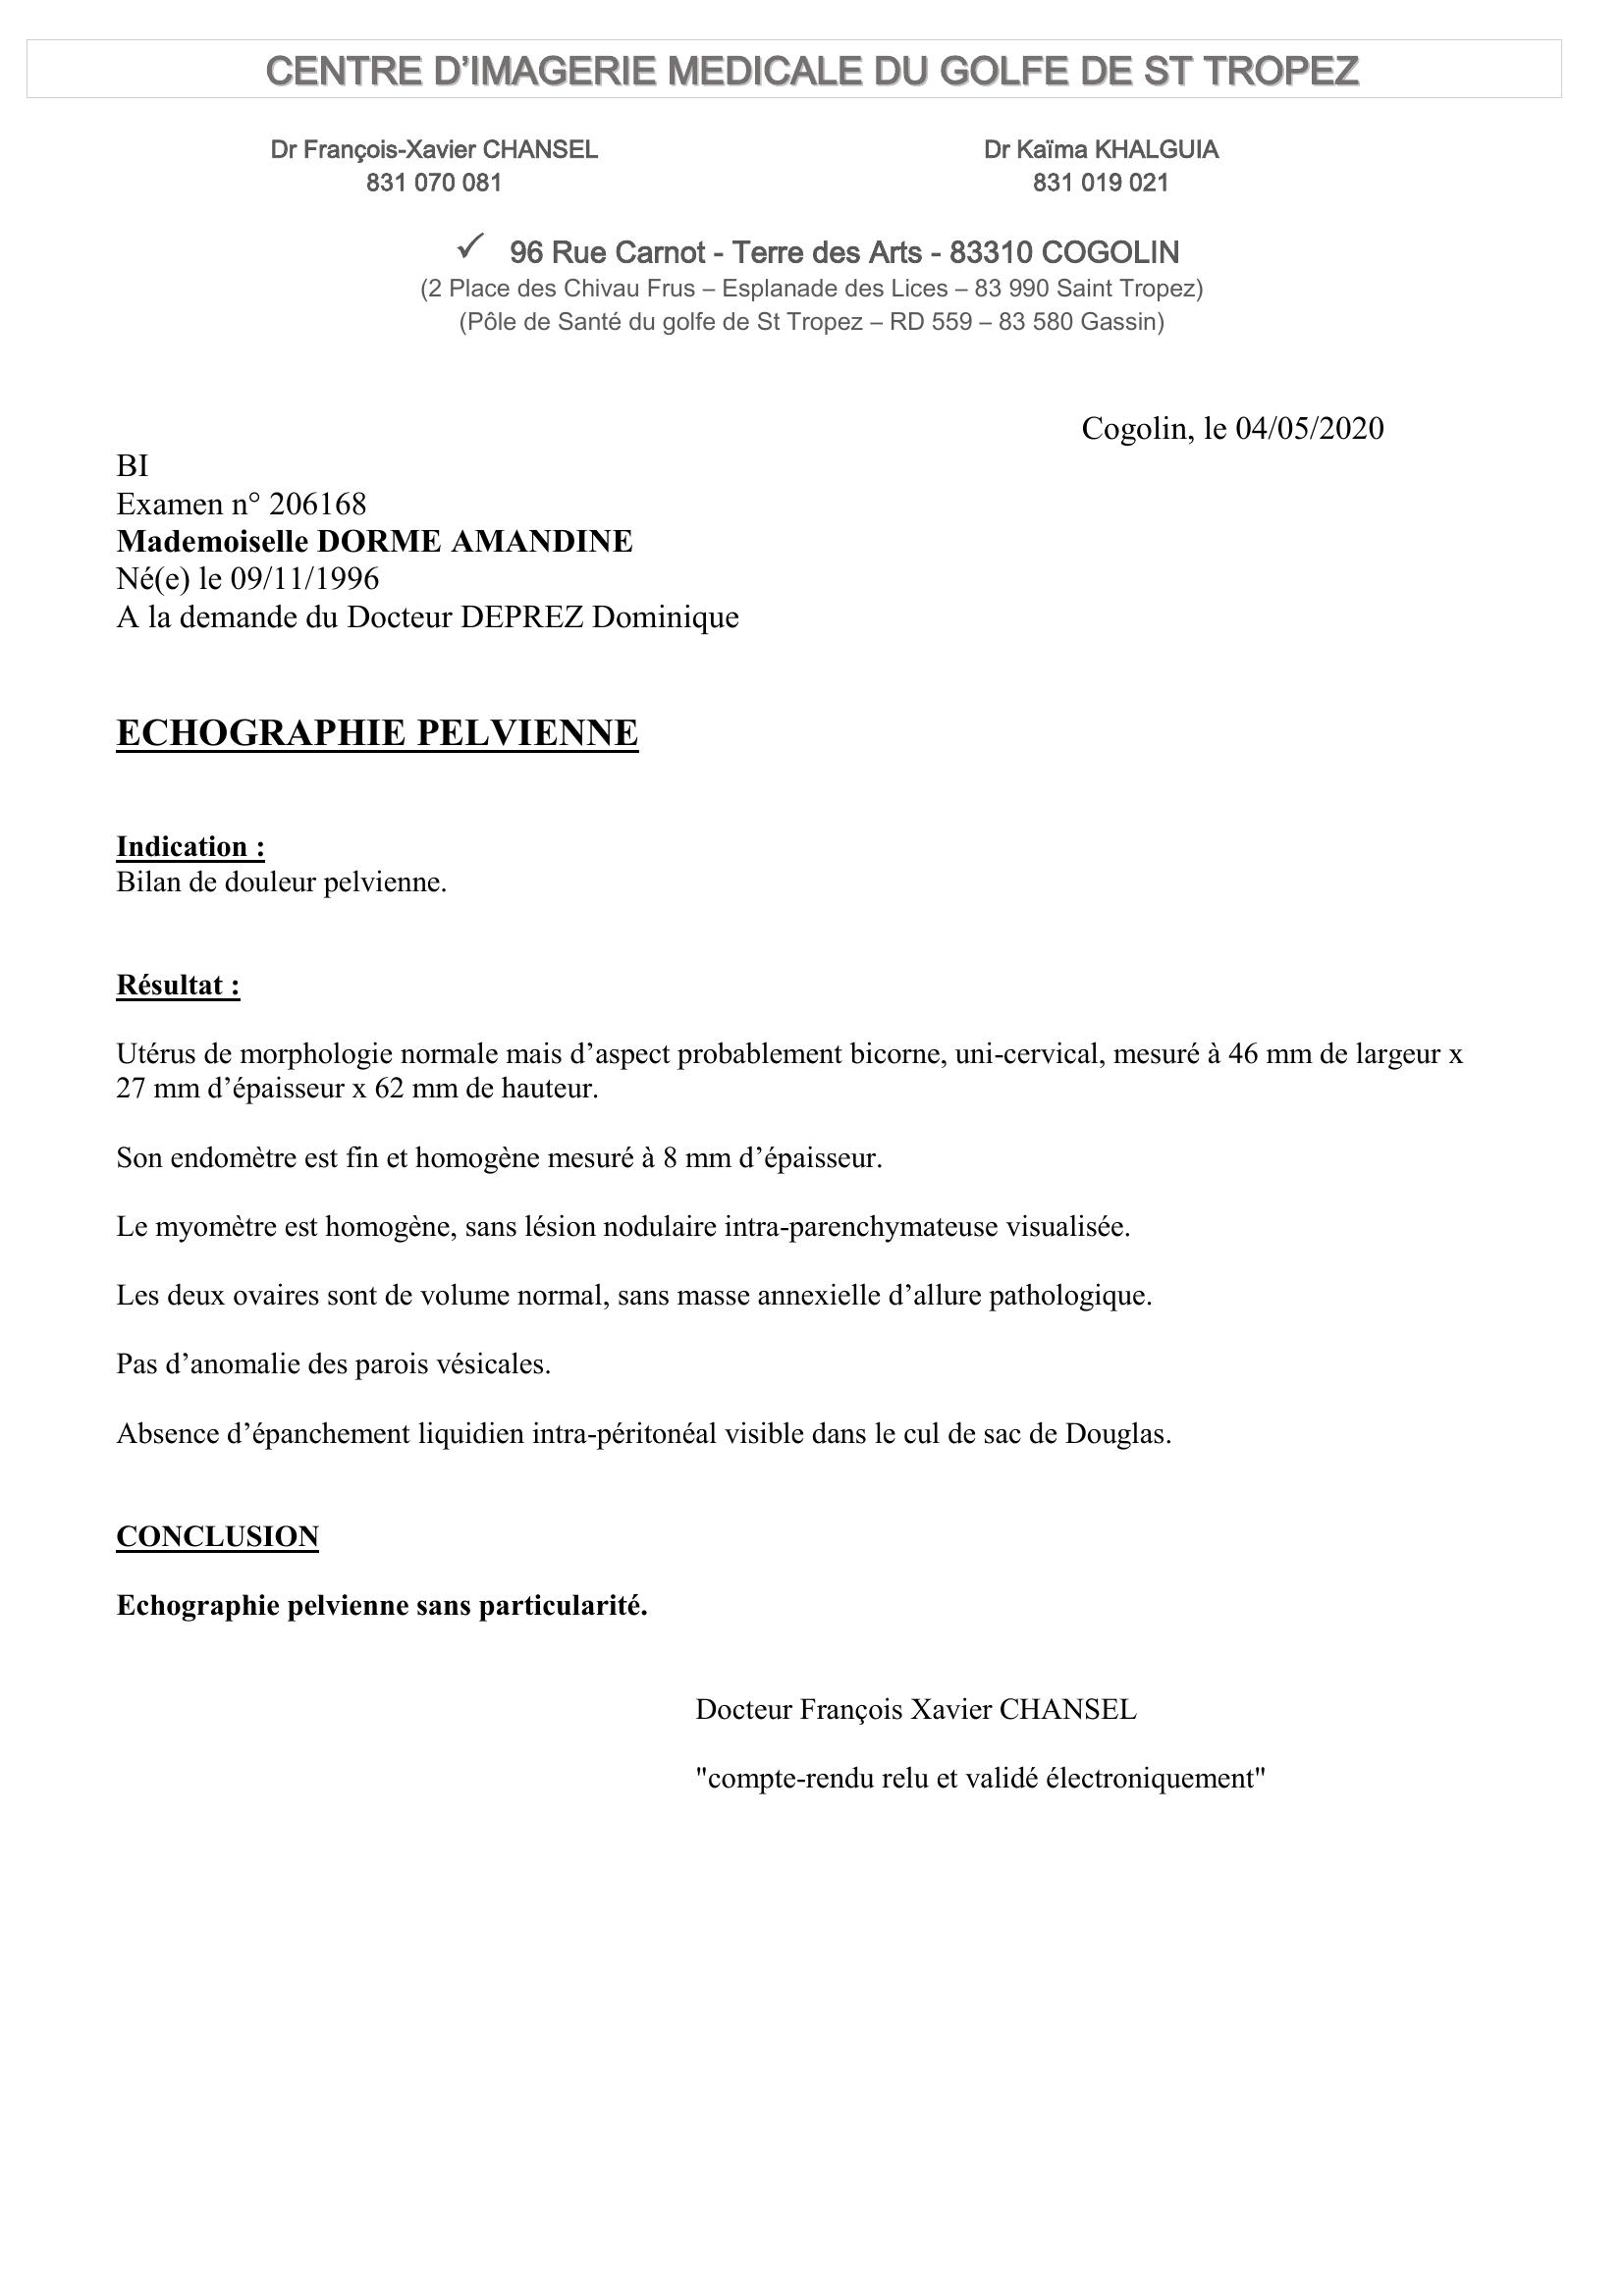 CENTRE D’IMAGERIE MEDICALE DU GOLFE DE ST TROPEZ
Dr François-Xavier CHANSEL
831 070 081
Dr Kaïma KHALGUIA
831 019 021
✓ 96 Rue Carnot - Terre des Arts - 83310 COGOLIN
(2 Place des Chivau Frus – Esplanade des Lices – 83 990 Saint Tropez)
(Pôle de Santé du golfe de St Tropez – RD 559 – 83 580 Gassin)
Cogolin, le 04/05/2020
BI
Examen n° 206168
Mademoiselle DORME AMANDINE
Né(e) le 09/11/1996
A la demande du Docteur DEPREZ Dominique
ECHOGRAPHIE PELVIENNE
Indication :
Bilan de douleur pelvienne.
Résultat :
Utérus de morphologie normale mais d’aspect probablement bicorne, uni-cervical, mesuré à 46 mm de largeur x
27 mm d’épaisseur x 62 mm de hauteur.
Son endomètre est fin et homogène mesuré à 8 mm d’épaisseur.
Le myomètre est homogène, sans lésion nodulaire intra-parenchymateuse visualisée.
Les deux ovaires sont de volume normal, sans masse annexielle d’allure pathologique.
Pas d’anomalie des parois vésicales.
Absence d’épanchement liquidien intra-péritonéal visible dans le cul de sac de Douglas.
CONCLUSION
Echographie pelvienne sans particularité.
Docteur François Xavier CHANSEL
"compte-rendu relu et validé électroniquement"